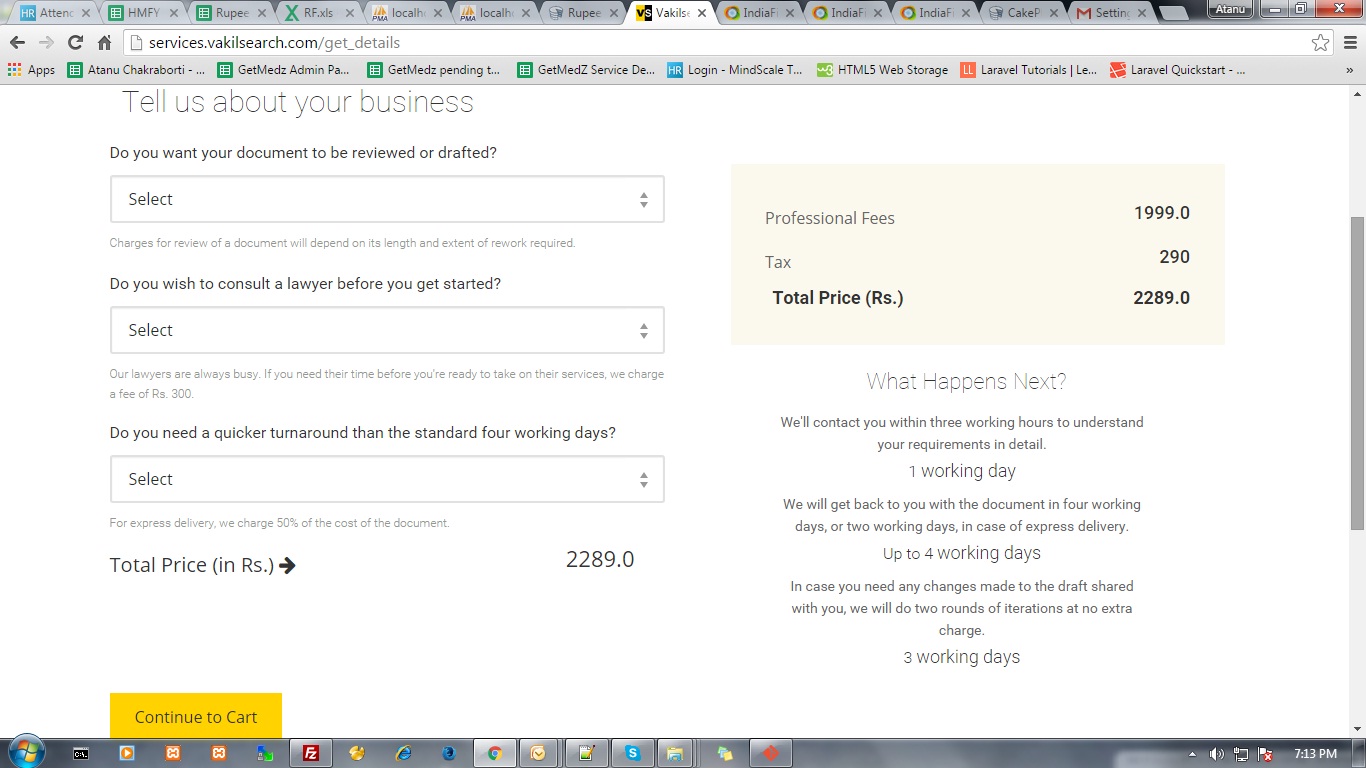 Attend
HMFY
Rupee
RF.xls
localho
localho
Rupee
Vakilse
IndiaFi
IndiaFi
IndiaFi
CakeP
Setting
Atanu
services.vakilsearch.com/get_details
Apps
Atanu Chakraborti - ...
GetMedz Admin Pa...
GetMedz pending t...
GetMedZ Service De...
HR Login - MindScale T...
HTML5 Web Storage
LL Laravel Tutorials | Le...
Laravel Quickstart - ...
»
Tell us about your business
Do you want your document to be reviewed or drafted?
Select
Charges for review of a document will depend on its length and extent of rework required.
Do you wish to consult a lawyer before you get started?
Select
Our lawyers are always busy. If you need their time before you're ready to take on their services, we charge
a fee of Rs. 300.
Do you need a quicker turnaround than the standard four working days?
Select
For express delivery, we charge 50% of the cost of the document.
Total Price (in Rs.) 2289.0
Continue to Cart
Professional Fees 1999.0
Tax 290
Total Price (Rs.) 2289.0
What Happens Next?
We'll contact you within three working hours to understand
your requirements in detail.
1 working day
We will get back to you with the document in four working
days, or two working days, in case of express delivery.
Up to 4 working days
In case you need any changes made to the draft shared
with you, we will do two rounds of iterations at no extra
charge.
3 working days
7:13 PM